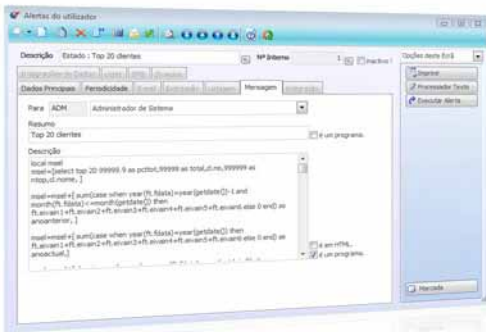 Alertas do utilizador
Descrição Estado : Top 20 clientes Nº Interno 1 Inactivo
Opções deste Ecrã
Imprimir
Processador Texto
Executar Alerta
Dados Principais Periodicidade Mensagem
Para ADM Administrador de Sistema
Resumo
Top 20 clientes É um programa.
Descrição
local msel
msel=[select top 20 99999.9 as pcttot,99999 as total,cl.no,999999 as
ntop,cl.nome, ]
msel=msel+[ sum(case when year(ft.fdata)=year(getdate())-1 and
month(ft.fdata)<=month(getdate()) then
ft.eivain1+ft.eivain2+ft.eivain3+ft.eivain4+ft.eivain5+ft.eivain6 else 0 end) as
anoanterior, ]
msel=msel+[ sum(case when year(ft.fdata)=year(getdate()) then
ft.eivain1+ft.eivain2+ft.eivain3+ft.eivain4+ft.eivain5+ft.eivain6 else 0 end) as
anoactual,]
É em HTML.
É um programa.
Marcada